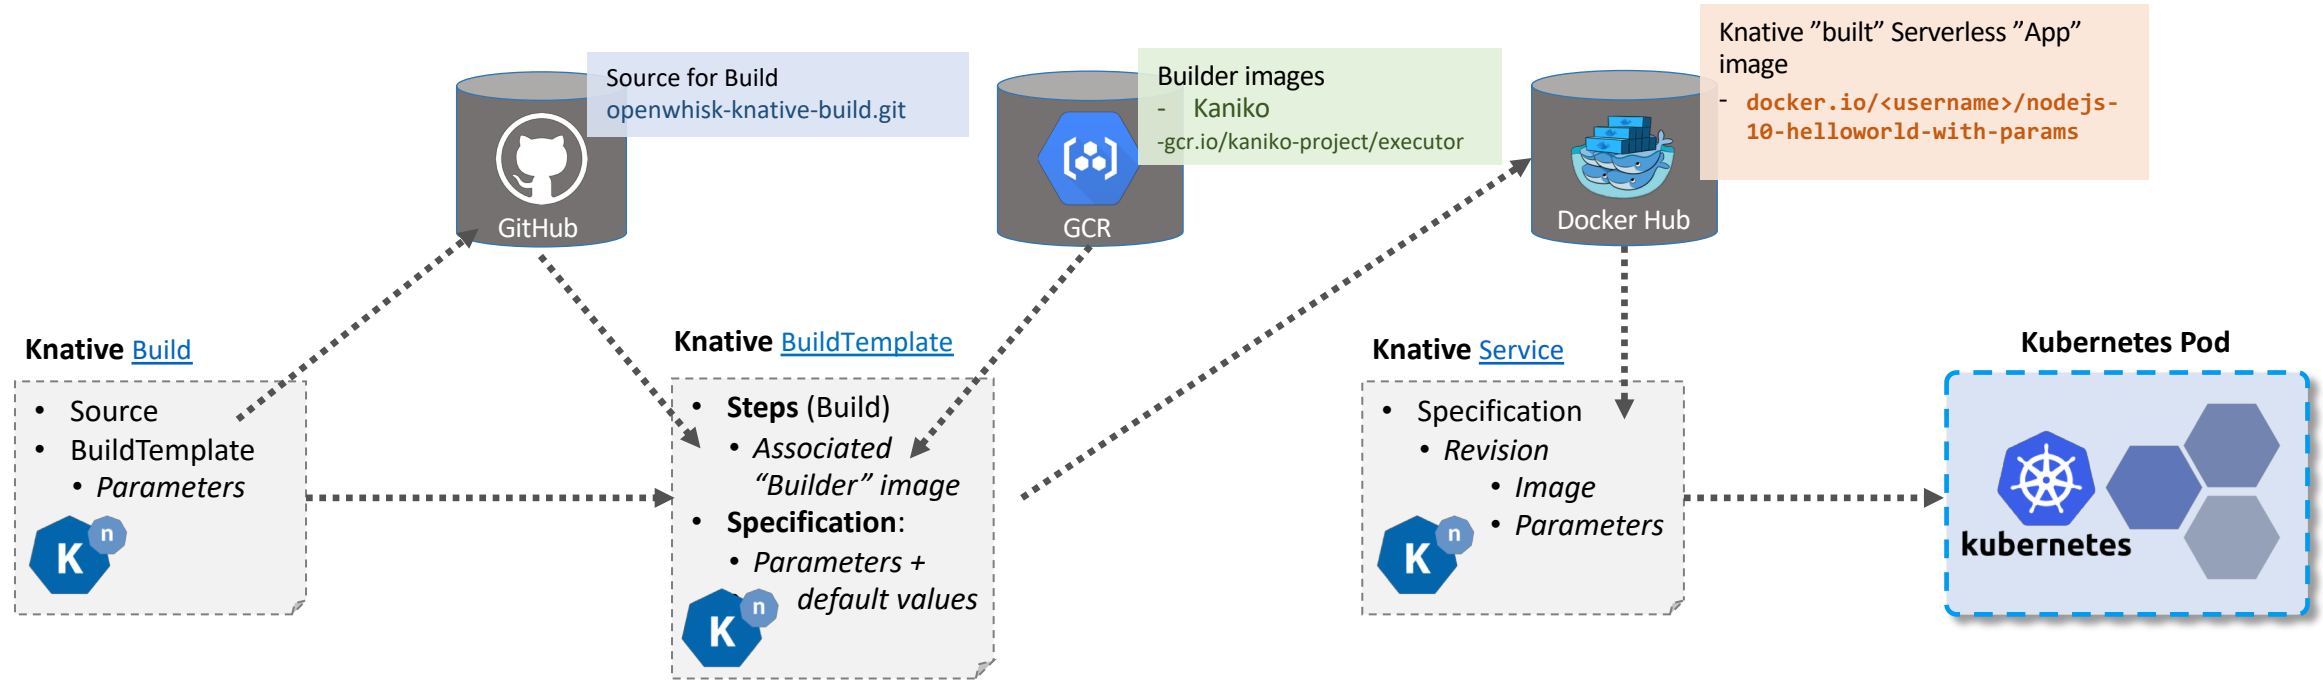 Source for Build
openwhisk-knative-build.git
GitHub
Builder images
- Kaniko
-gcr.io/kaniko-project/executor
GCR
Knative ”built” Serverless ”App”
image
- docker.io/<username>/nodejs-
10-helloworld-with-params
Docker Hub
Knative Build
• Source
• BuildTemplate
• Parameters
K n
Knative BuildTemplate
• Steps (Build)
• Associated
“Builder” image
• Specification:
• Parameters +
default values
K n
Knative Service
• Specification
• Revision
• Image
• Parameters
K n
Kubernetes Pod
kubernetes